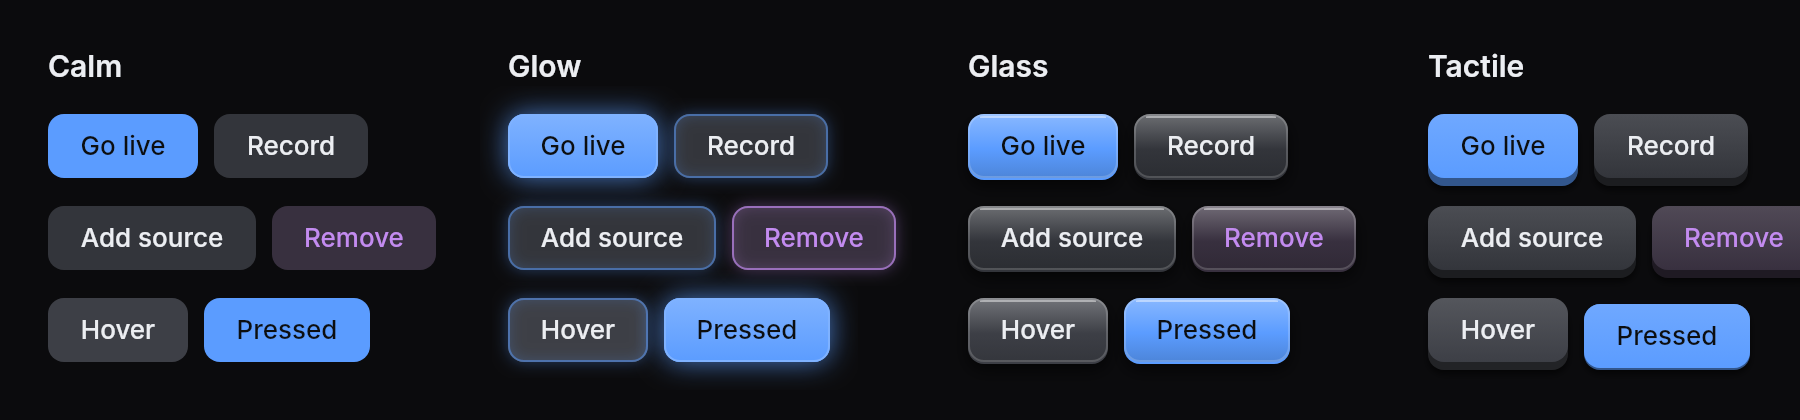 Calm
Go live Record
Add source Remove
Hover Pressed
Glow
Go live Record
Add source Remove
Hover Pressed
Glass
Go live Record
Add source Remove
Hover Pressed
Tactile
Go live Record
Add source Remove
Hover Pressed